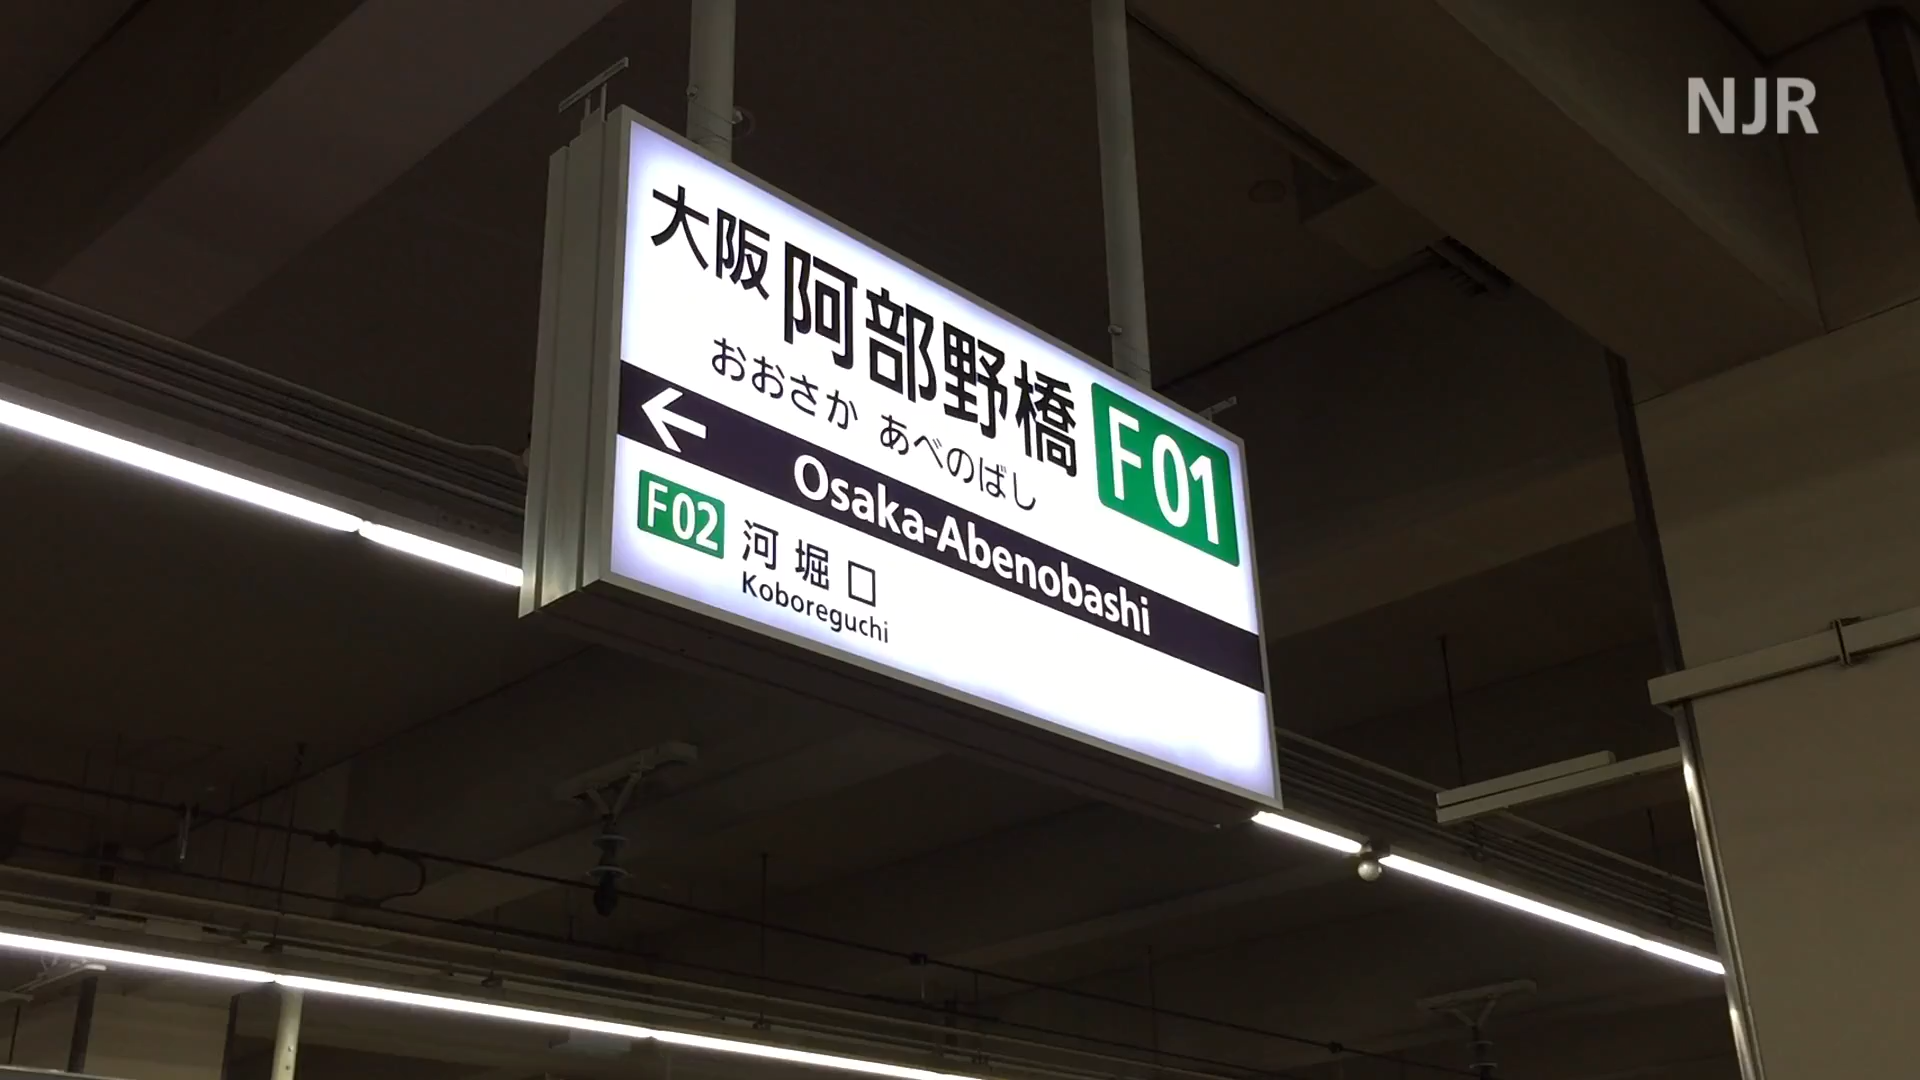 NJR
大阪阿部野橋 F01
おおさか あべのばし
← Osaka-Abenobashi
F02 河堀口
Koboreguchi